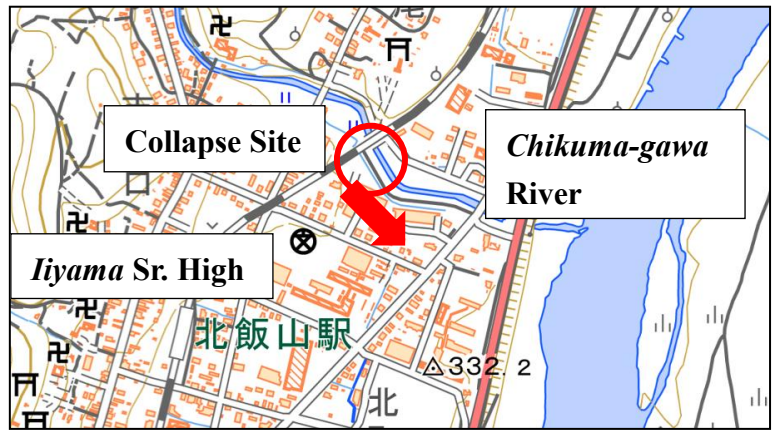 Collapse Site
Chikuma-gawa
River
Iiyama Sr. High
北飯山駅
332.2
北